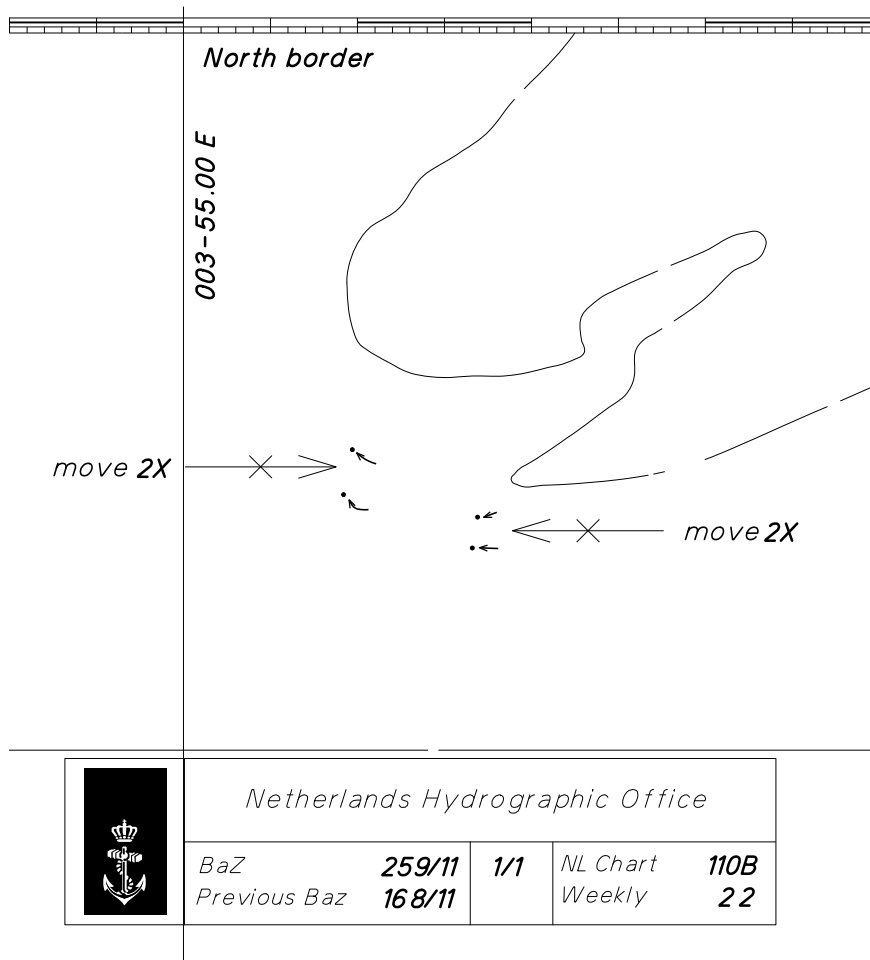 North border
003-55.00 E
move 2X
move 2X
Netherlands Hydrographic Office
BaZ 259/11 1/1 NL Chart 110B
Previous Baz 168/11 Weekly 22